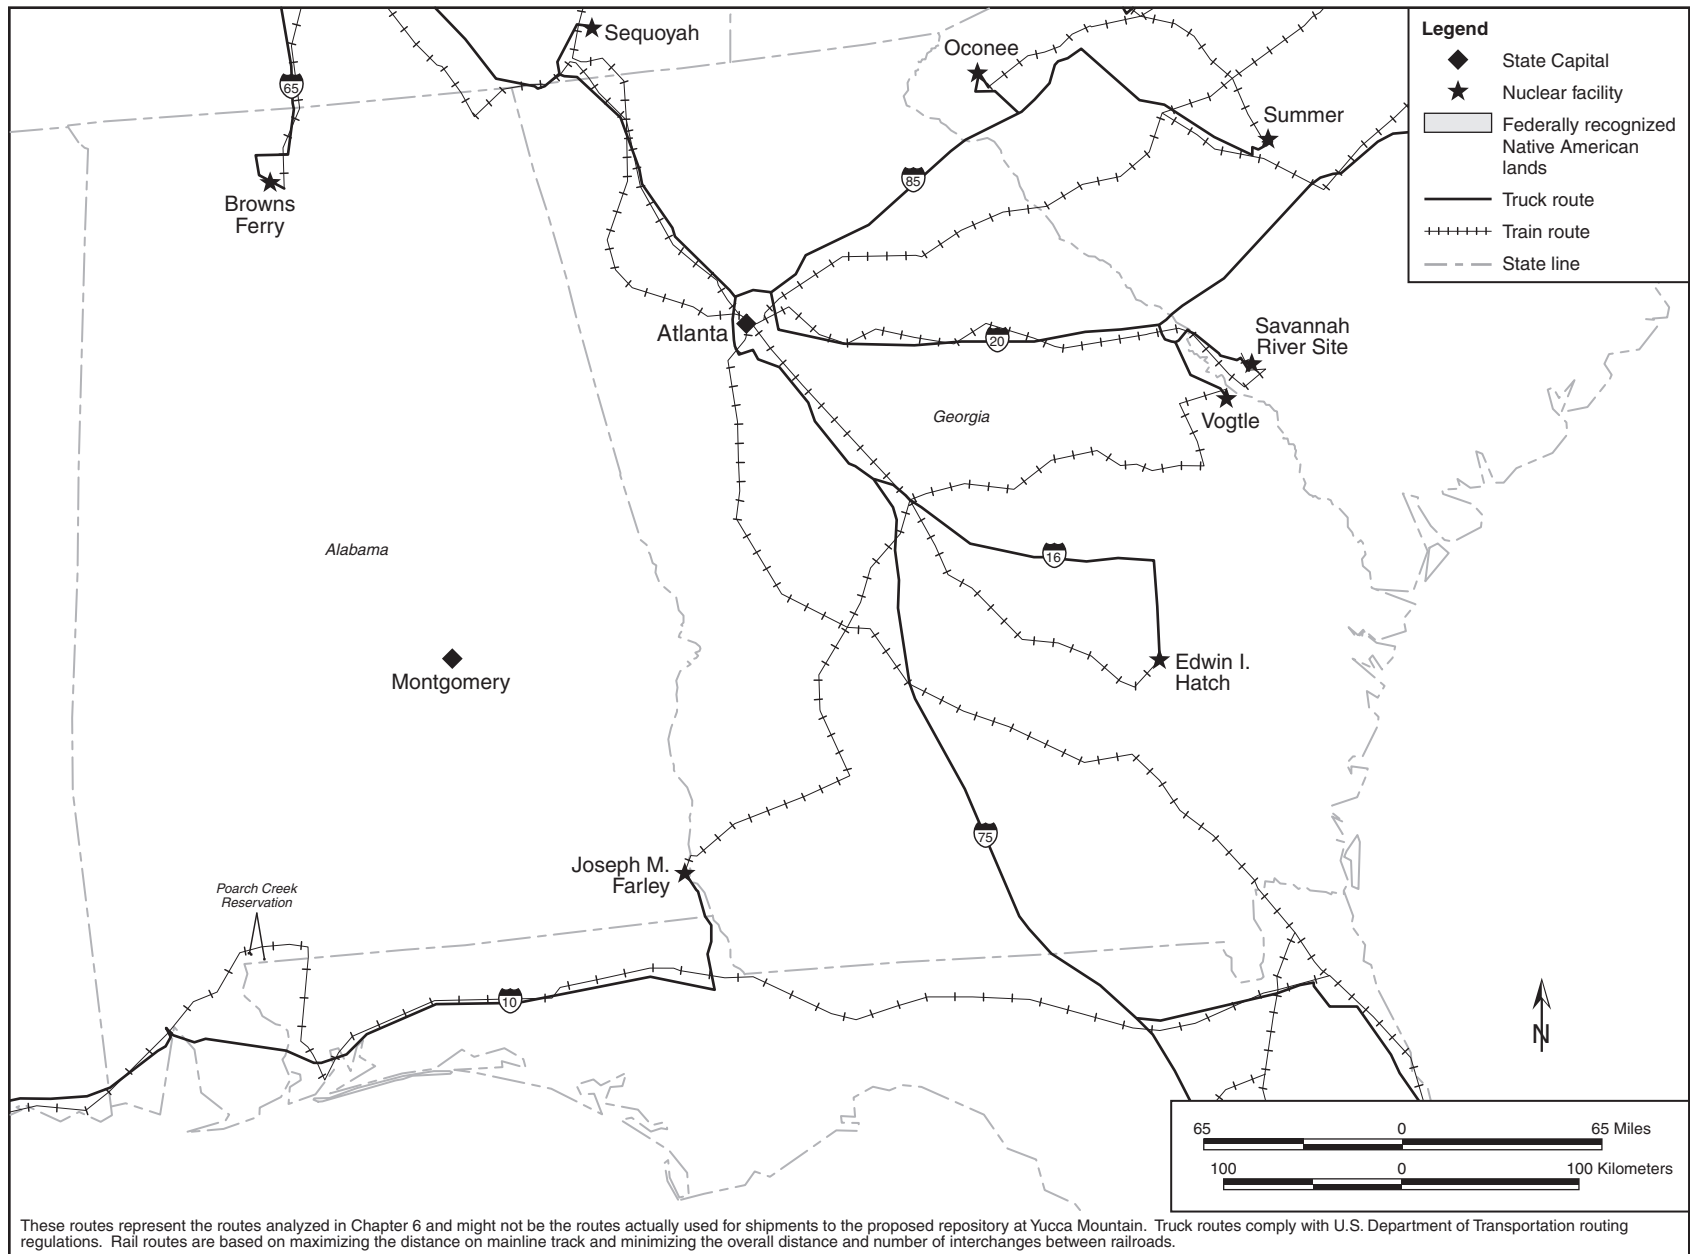 Sequoyah
Oconee
Summer
65
Browns
Ferry
85
Legend
State Capital
Nuclear facility
Federally recognized
Native American
lands
Truck route
Train route
State line
Atlanta
20
Savannah
River Site
Vogtle
Georgia
Alabama
16
Montgomery
Edwin I.
Hatch
75
Joseph M.
Farley
Poarch Creek
Reservation
10
N
65 0 65 Miles
100 0 100 Kilometers
These routes represent the routes analyzed in Chapter 6 and might not be the routes actually used for shipments to the proposed repository at Yucca Mountain. Truck routes comply with U.S. Department of Transportation routing
regulations. Rail routes are based on maximizing the distance on mainline track and minimizing the overall distance and number of interchanges between railroads.